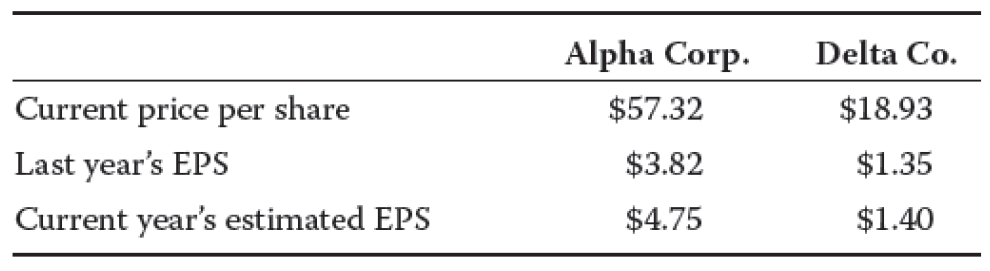 Alpha Corp. Delta Co.
Current price per share $57.32 $18.93
Last year’s EPS $3.82 $1.35
Current year’s estimated EPS $4.75 $1.40